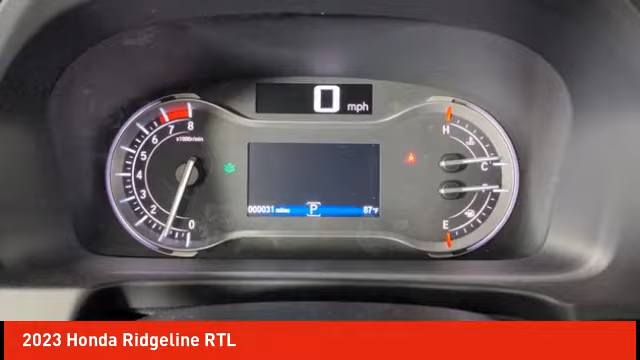 0 mph
8
7
6
5
4
3
2
1
0
x1000r/min
H
C
E
000031 miles P 87°F
2023 Honda Ridgeline RTL